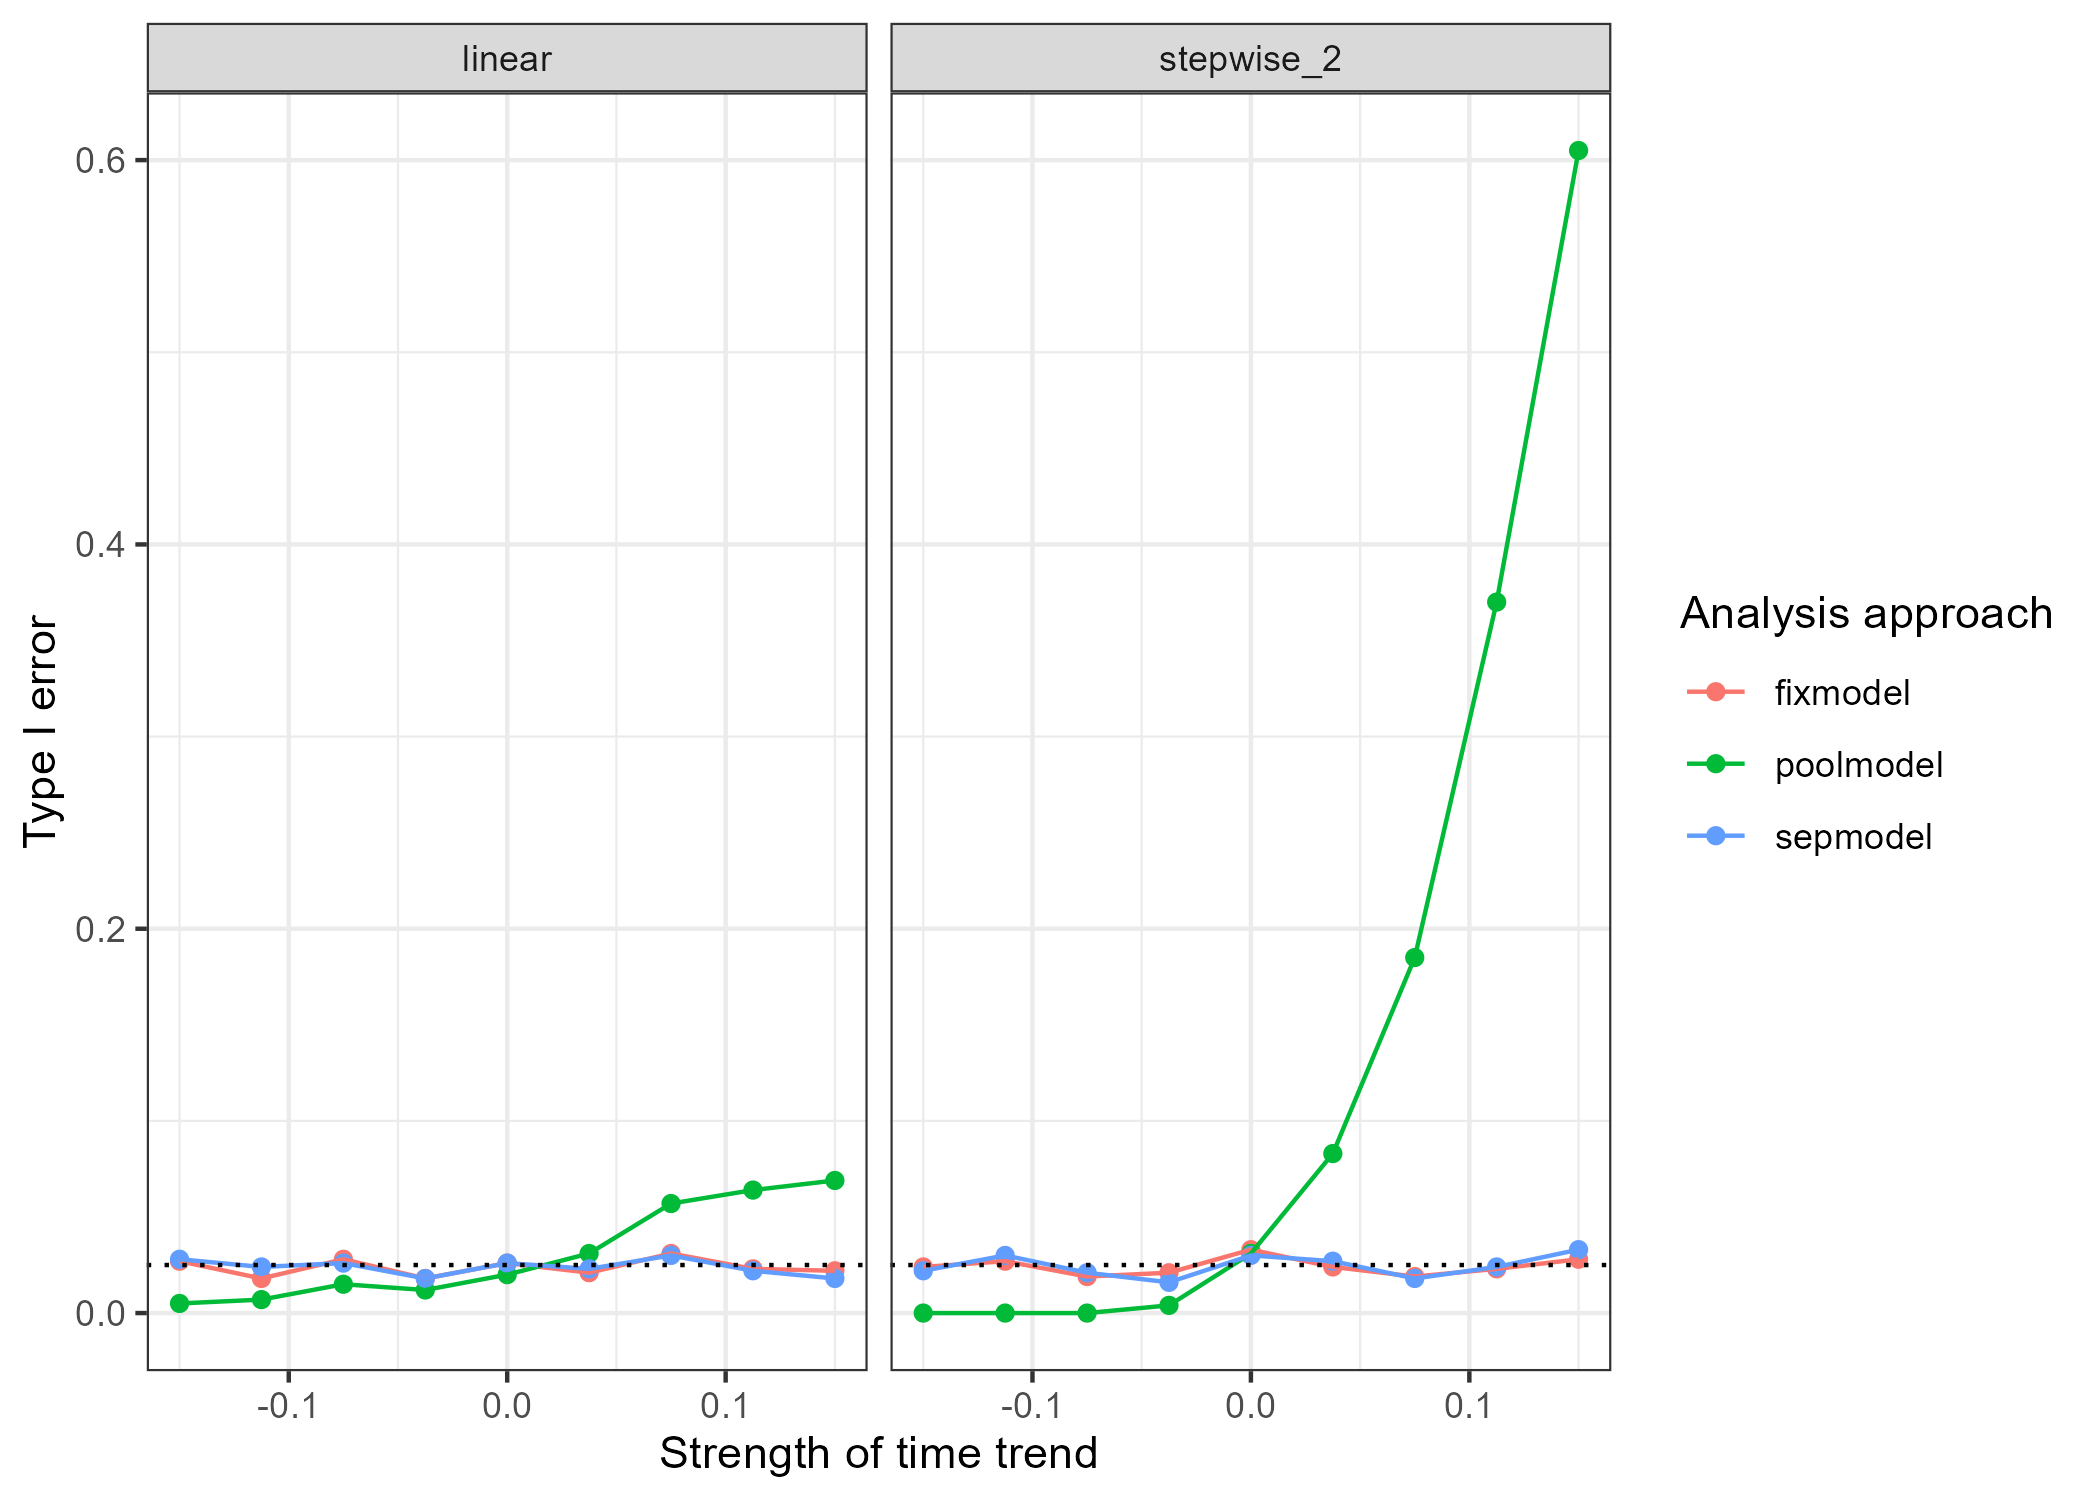 linear
stepwise_2
0.6
0.4
0.2
0.0
Type I error
-0.1
0.0
0.1
-0.1
0.0
0.1
Strength of time trend
Analysis approach
fixmodel
poolmodel
sepmodel